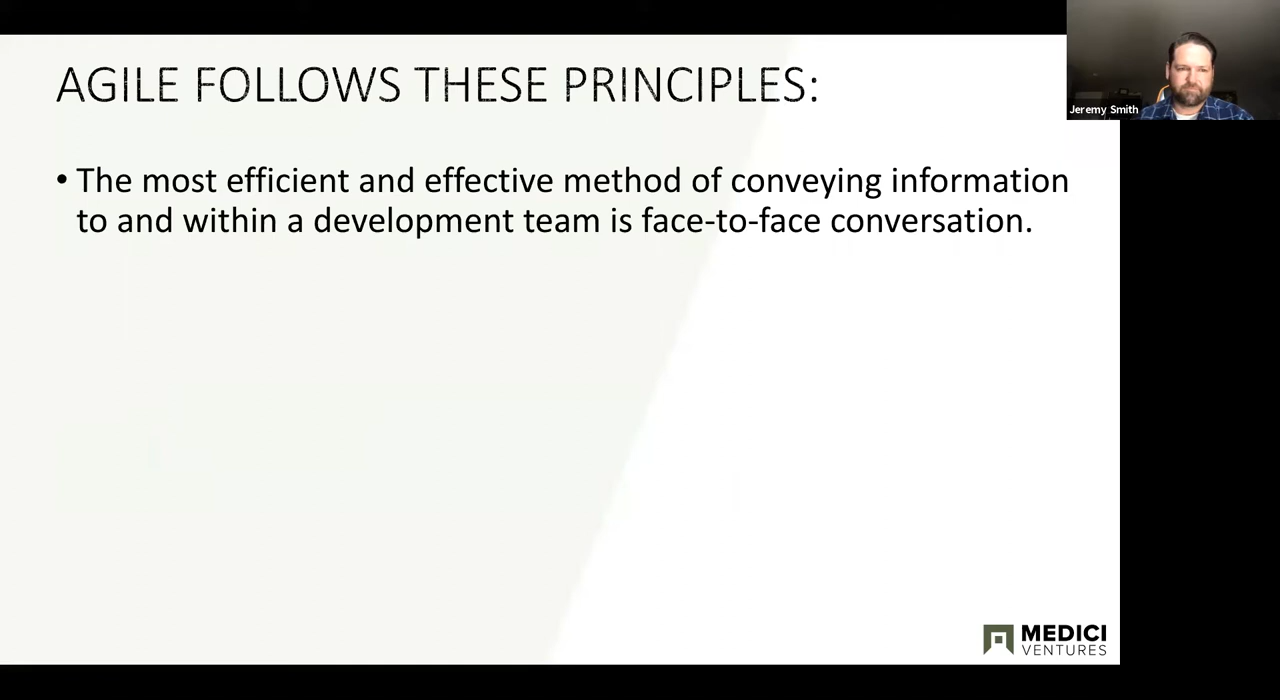 AGILE FOLLOWS THESE PRINCIPLES:
Jeremy Smith
• The most efficient and effective method of conveying information
to and within a development team is face-to-face conversation.
MEDICI
VENTURES